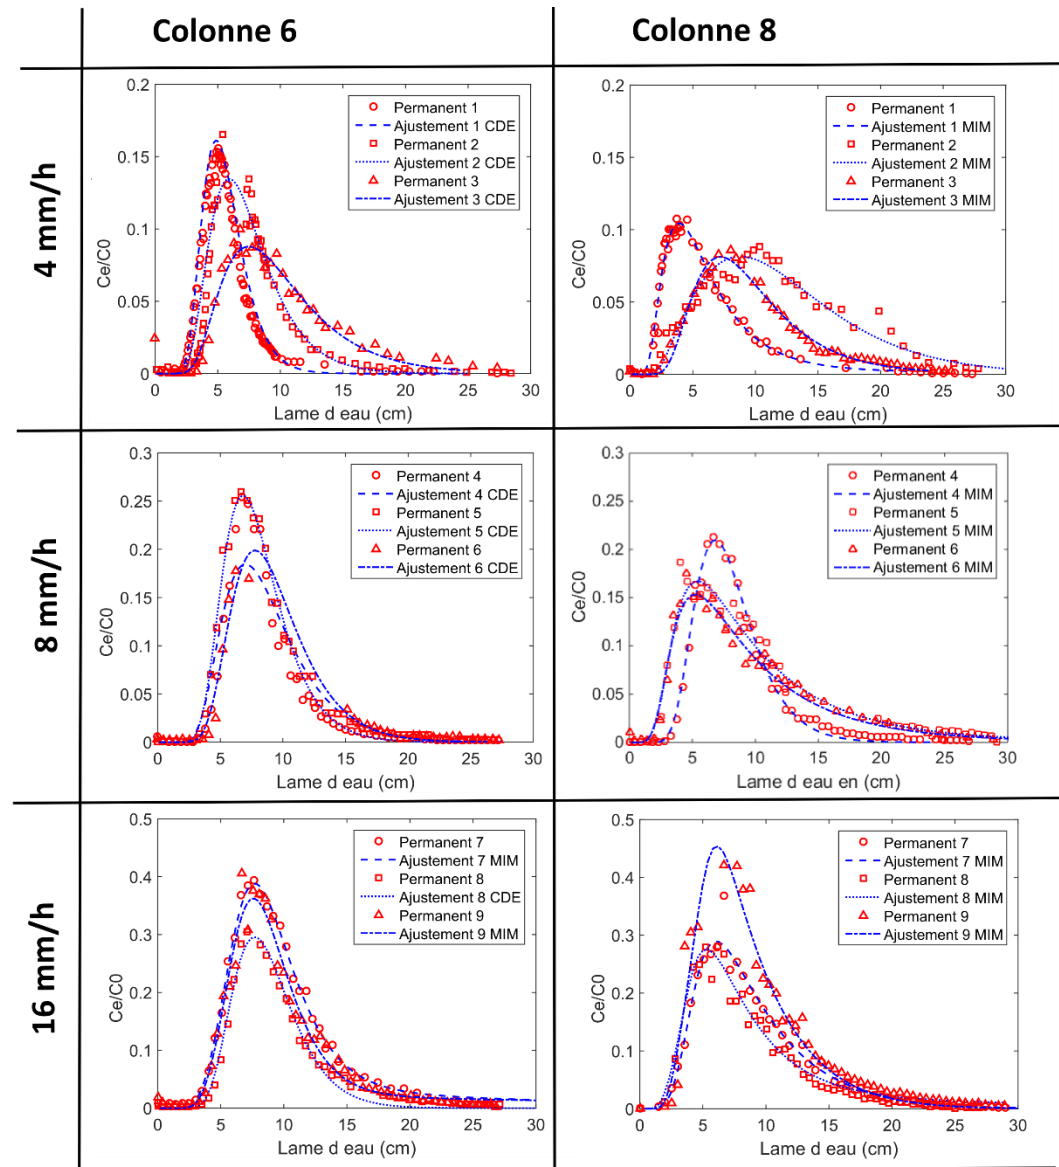 Colonne 6
Colonne 8
4 mm/h
0.2
0.15
0.1
0.05
0
Ce/C0
0 5 10 15 20 25 30
Lame d eau (cm)
Permanent 1
Ajustement 1 CDE
Permanent 2
Ajustement 2 CDE
Permanent 3
Ajustement 3 CDE
0.2
0.15
0.1
0.05
0
Ce/C0
0 5 10 15 20 25 30
Lame d eau (cm)
Permanent 1
Ajustement 1 MIM
Permanent 2
Ajustement 2 MIM
Permanent 3
Ajustement 3 MIM
8 mm/h
0.3
0.25
0.2
0.15
0.1
0.05
0
Ce/C0
0 5 10 15 20 25 30
Lame d eau (cm)
Permanent 4
Ajustement 4 CDE
Permanent 5
Ajustement 5 CDE
Permanent 6
Ajustement 6 CDE
0.3
0.25
0.2
0.15
0.1
0.05
0
Ce/C0
0 5 10 15 20 25 30
Lame d eau en (cm)
Permanent 4
Ajustement 4 MIM
Permanent 5
Ajustement 5 MIM
Permanent 6
Ajustement 6 MIM
16 mm/h
0.5
0.4
0.3
0.2
0.1
0
Ce/C0
0 5 10 15 20 25 30
Lame d eau (cm)
Permanent 7
Ajustement 7 MIM
Permanent 8
Ajustement 8 CDE
Permanent 9
Ajustement 9 MIM
0.5
0.4
0.3
0.2
0.1
0
Ce/C0
0 5 10 15 20 25 30
Lame d eau (cm)
Permanent 7
Ajustement 7 MIM
Permanent 8
Ajustement 8 MIM
Permanent 9
Ajustement 9 MIM